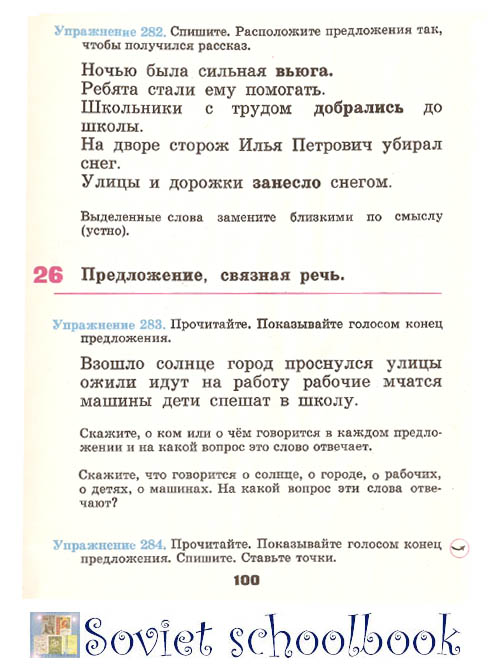 Упражнение 282. Спишите. Расположите предложения так,
чтобы получился рассказ.
Ночью была сильная вьюга.
Ребята стали ему помогать.
Школьники с трудом добрались до
школы.
На дворе сторож Илья Петрович убирал
снег.
Улицы и дорожки занесло снегом.
Выделенные слова замените близкими по смыслу
(устно).
26 Предложение, связная речь.
Упражнение 283. Прочитайте. Показывайте голосом конец
предложения.
Взошло солнце город проснулся улицы
ожили идут на работу рабочие мчатся
машины дети спешат в школу.
Скажите, о ком или о чём говорится в каждом предло-
жении и на какой вопрос это слово отвечает.
Скажите, что говорится о солнце, о городе, о рабочих,
о детях, о машинах. На какой вопрос эти слова отве-
чают?
Упражнение 284. Прочитайте. Показывайте голосом конец
предложения. Спишите. Ставьте точки.
100
Soviet schoolbook